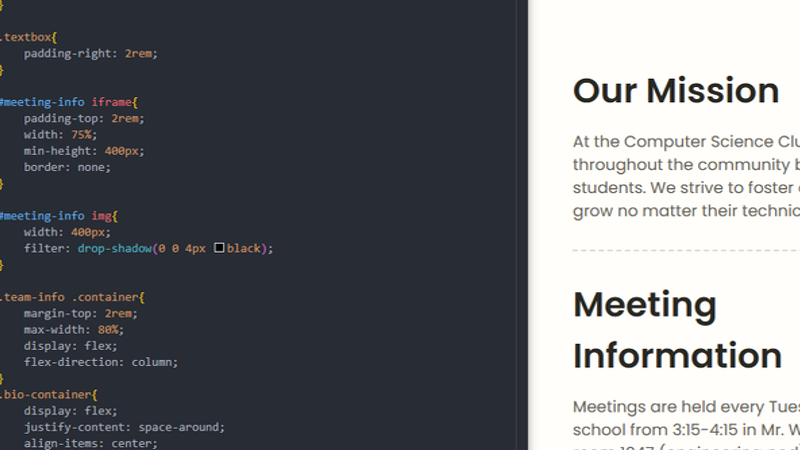 }
.textbox{
padding-right: 2rem;
}
#meeting-info iframe{
padding-top: 2rem;
width: 75%;
min-height: 400px;
border: none;
}
#meeting-info img{
width: 400px;
filter: drop-shadow(0 0 4px black);
}
.team-info .container{
margin-top: 2rem;
max-width: 80%;
display: flex;
flex-direction: column;
}
.bio-container{
display: flex;
justify-content: space-around;
align-items: center;
Our Mission
At the Computer Science Clu
throughout the community b
students. We strive to foster
grow no matter their technic
Meeting
Information
Meetings are held every Tues
school from 3:15-4:15 in Mr. W